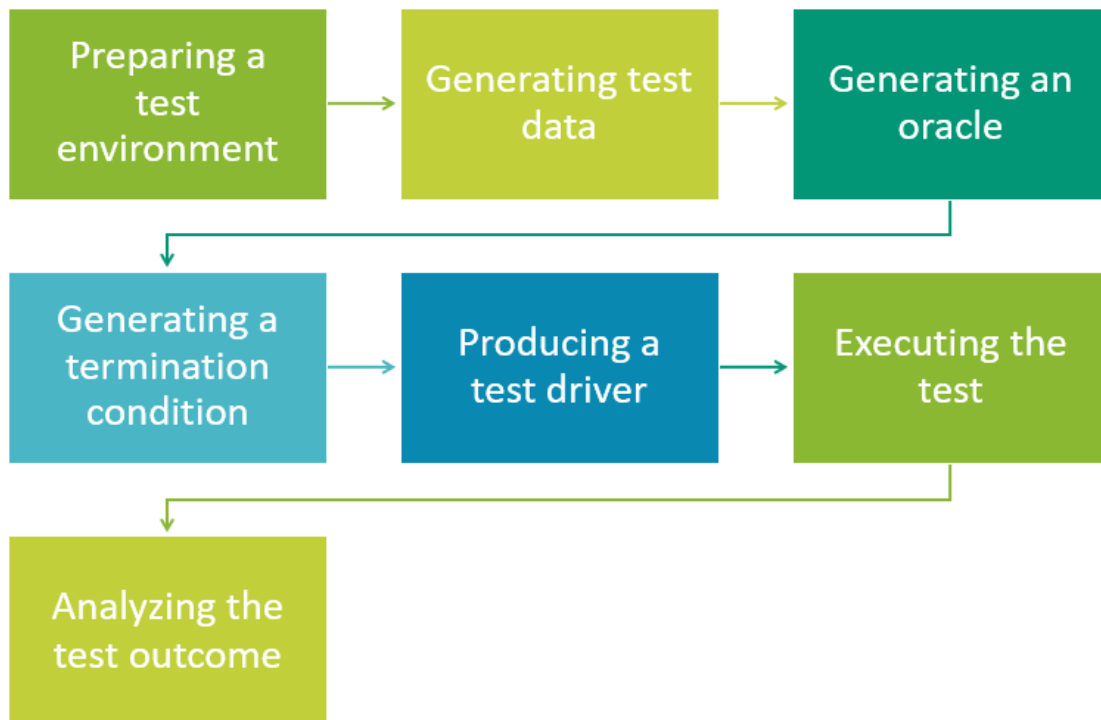 Preparing a
test
environment
Generating test
data
Generating an
oracle
Generating a
termination
condition
Producing a
test driver
Executing the
test
Analyzing the
test outcome